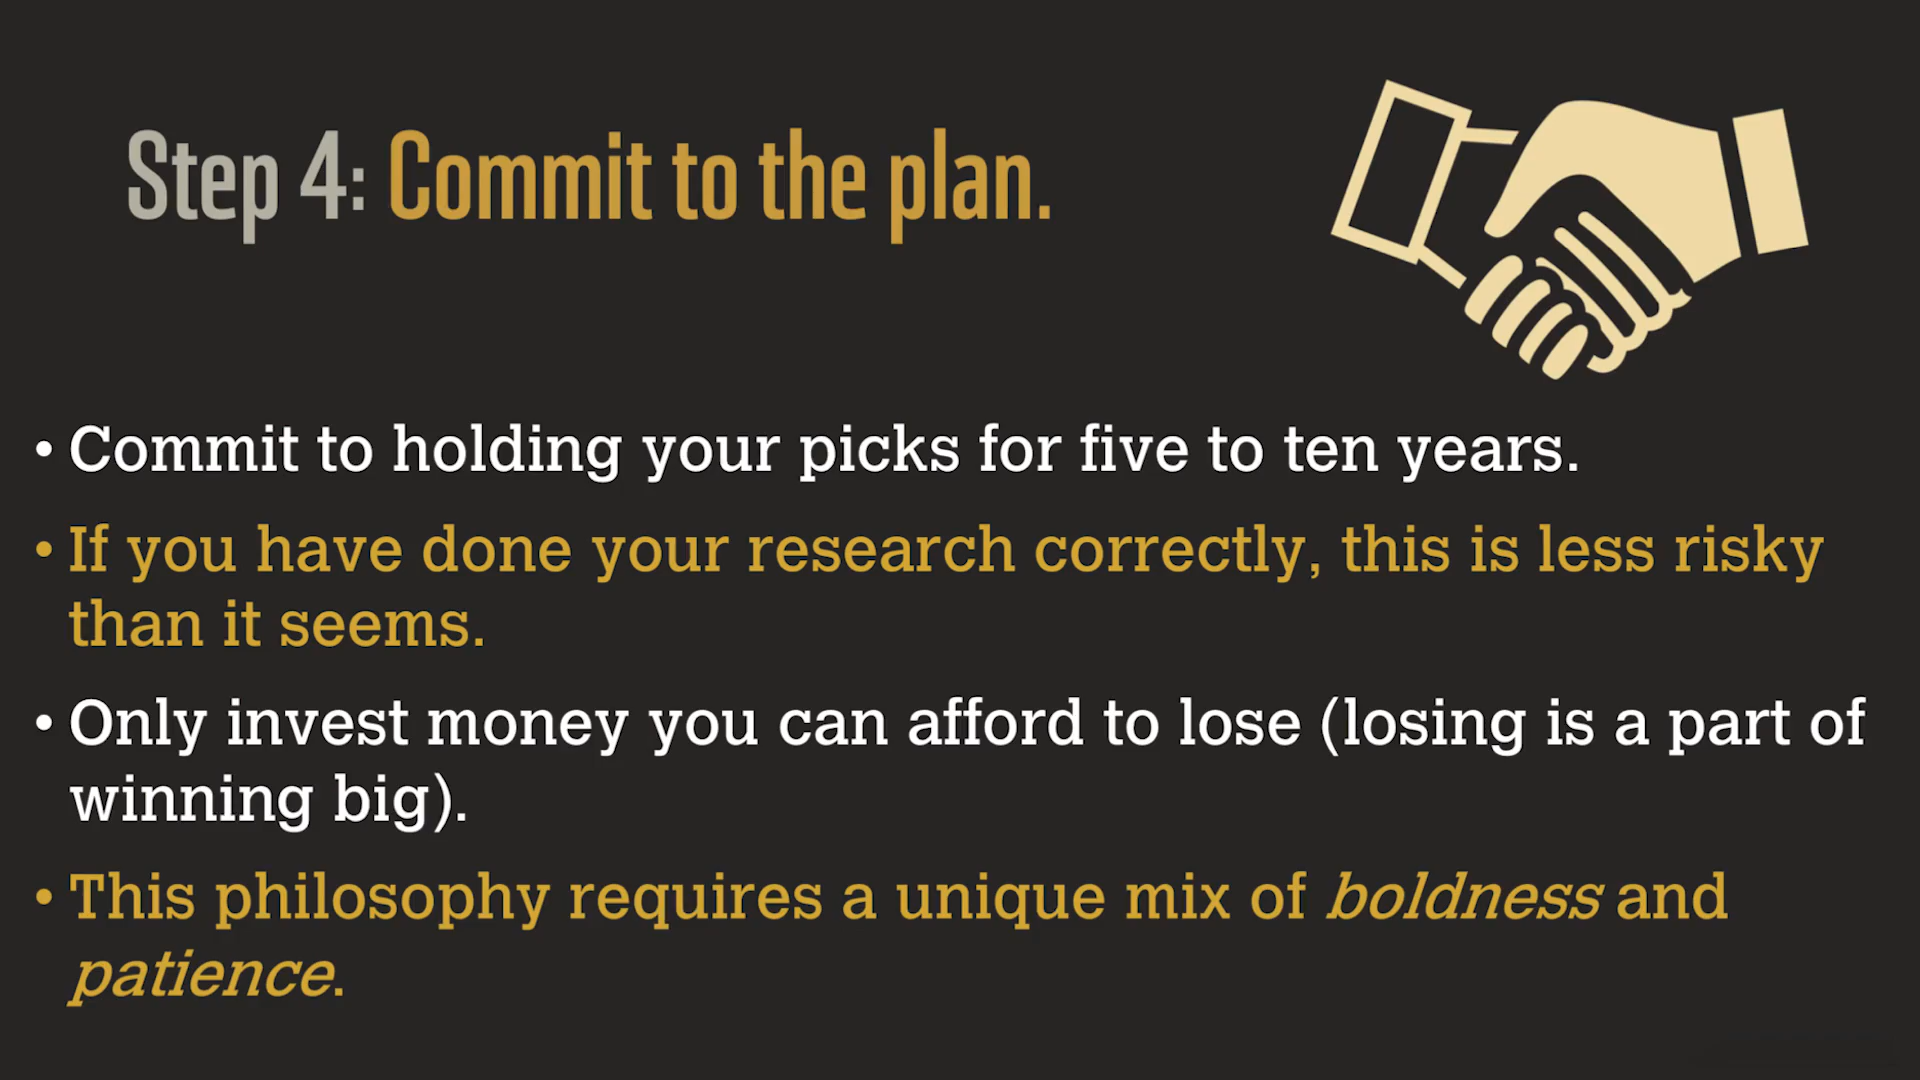 Step 4: Commit to the plan.
• Commit to holding your picks for five to ten years.
• If you have done your research correctly, this is less risky
than it seems.
• Only invest money you can afford to lose (losing is a part of
winning big).
• This philosophy requires a unique mix of boldness and
patience.